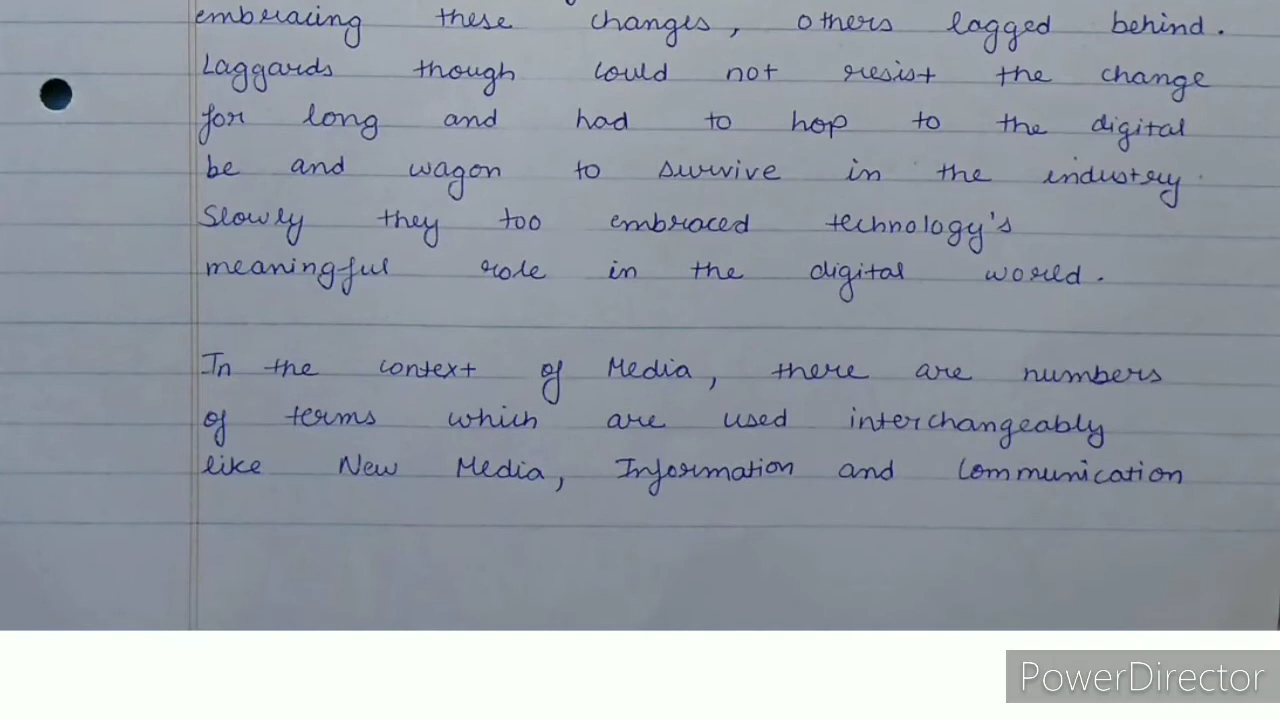 embracing these changes, others lagged behind.
Laggards though could not resist the change
for long and had to hop to the digital
be and wagon to survive in the industry
Slowly they too embraced technology's
meaningful role in the digital world.
In the context of Media, there are numbers
of terms which are used interchangeably
like New Media, Information and Communication
PowerDirector